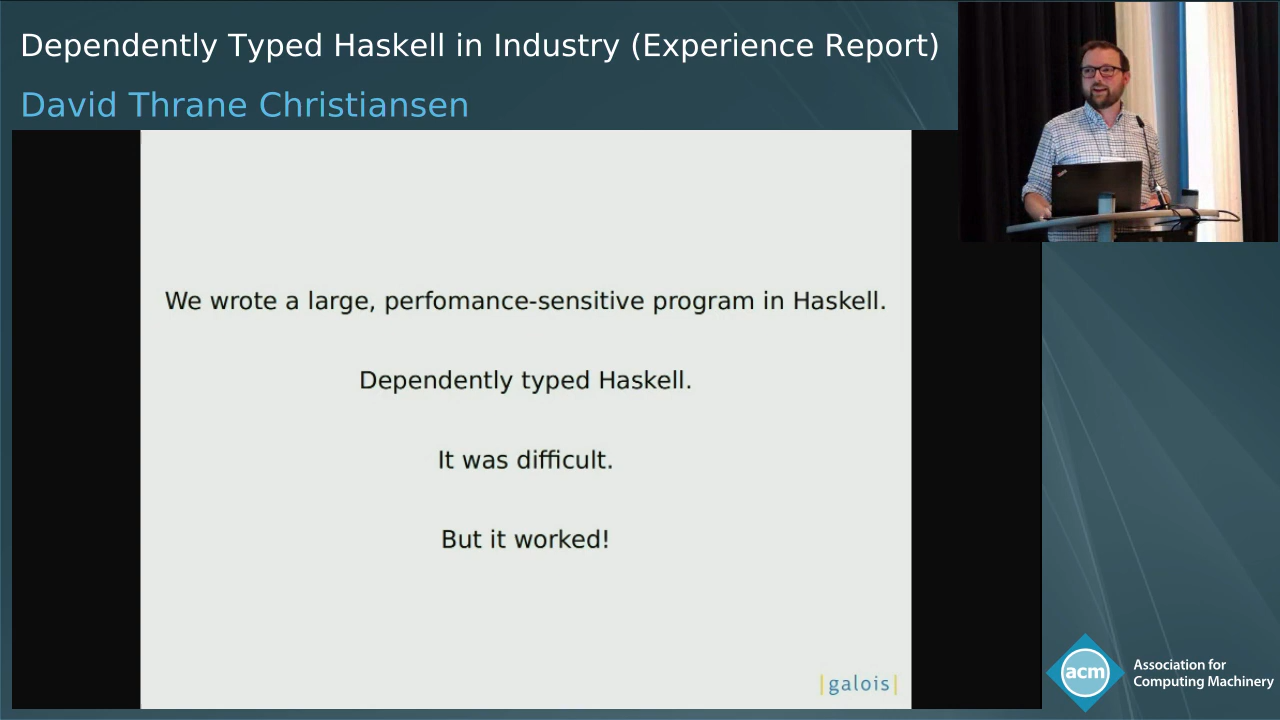 Dependently Typed Haskell in Industry (Experience Report)
David Thrane Christiansen
We wrote a large, perfomance-sensitive program in Haskell.
Dependently typed Haskell.
It was difficult.
But it worked!
|galois|
acm
Association for
Computing Machinery